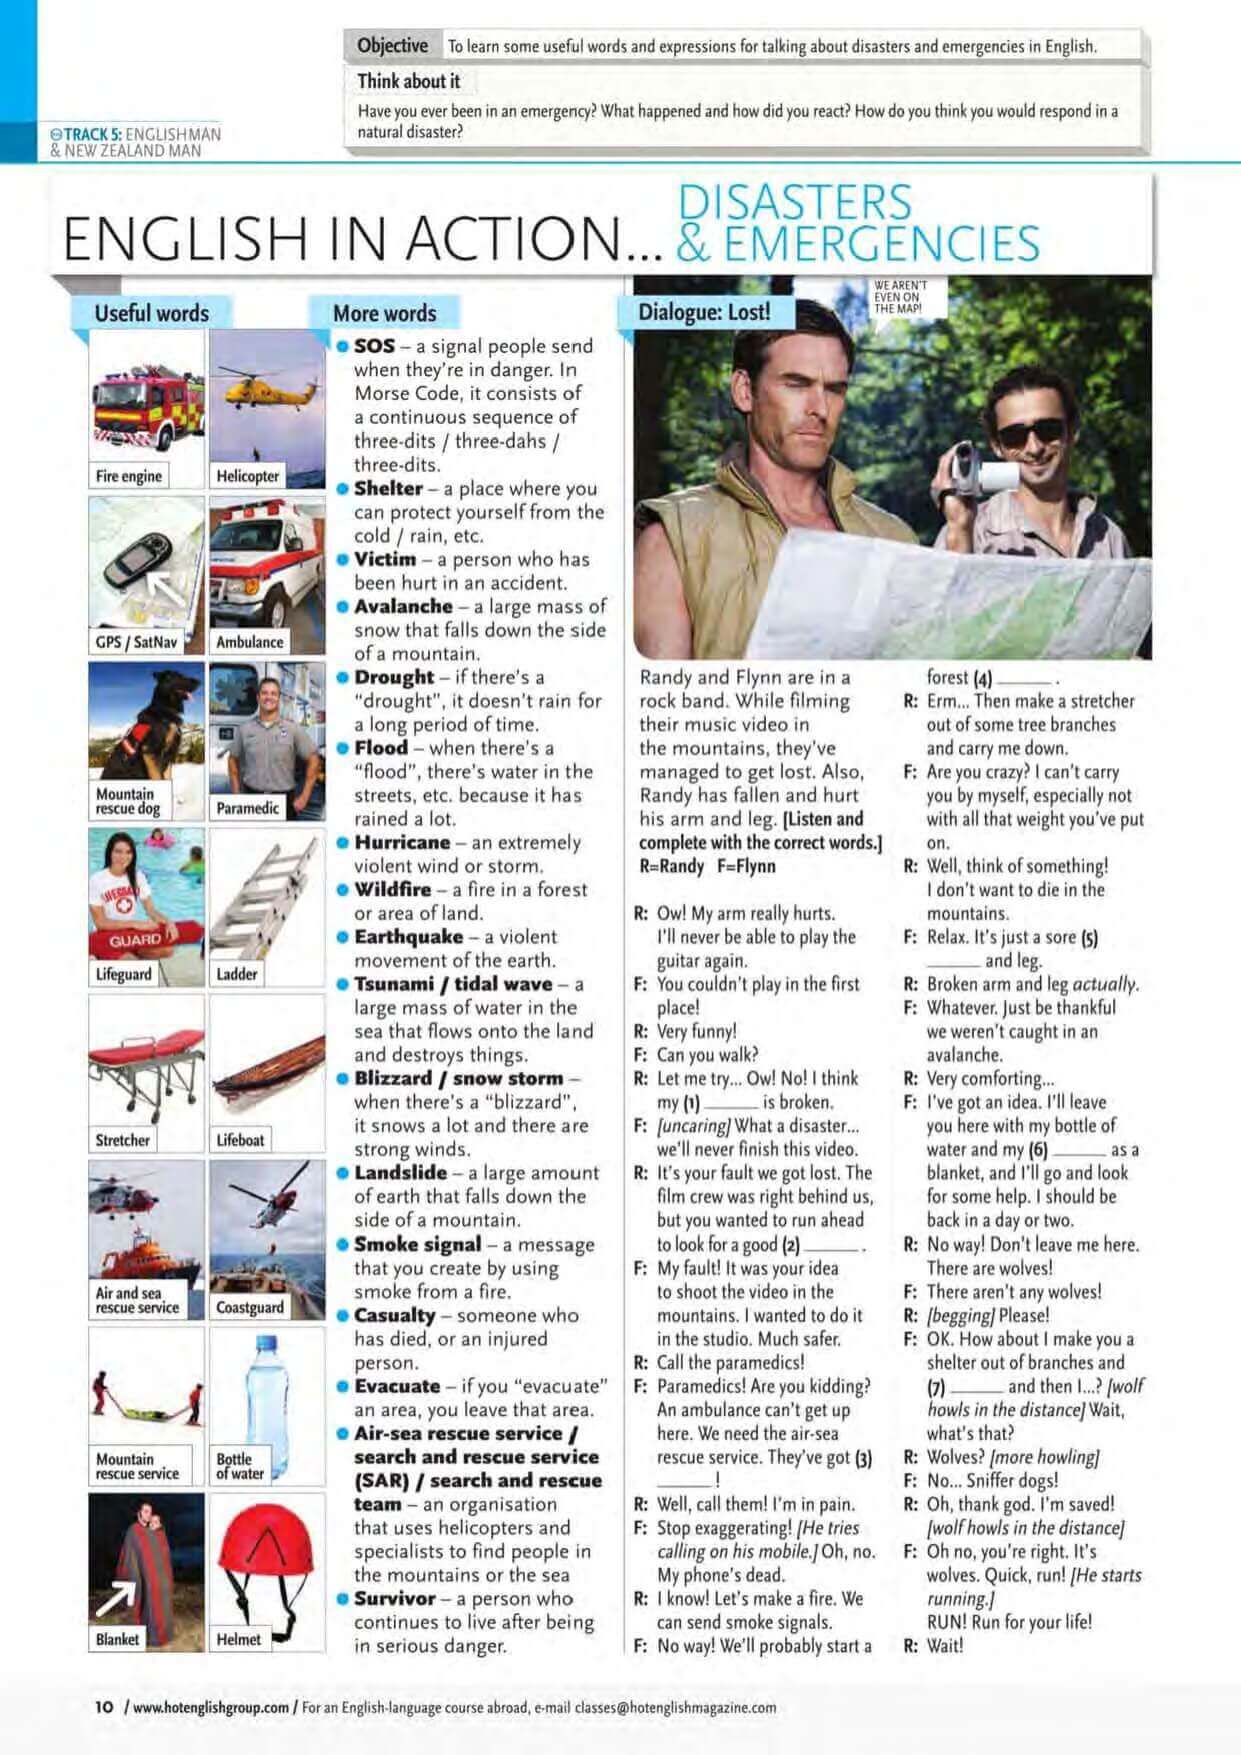 Objective To learn some useful words and expressions for talking about disasters and emergencies in English.
Think about it
Have you ever been in an emergency? What happened and how did you react? How do you think you would respond in a
natural disaster?
TRACK 5: ENGLISHMAN
& NEW ZEALAND MAN
ENGLISH IN ACTION... DISASTERS
& EMERGENCIES
Useful words
Fire engine
Helicopter
GPS / SatNav
Ambulance
Mountain
rescue dog
Paramedic
LIFEGUARD
GUARD
Lifeguard
Ladder
Stretcher
Lifeboat
Air and sea
rescue service
Coastguard
Mountain
rescue service
Bottle
of water
Blanket
Helmet
More words
SOS – a signal people send
when they're in danger. In
Morse Code, it consists of
a continuous sequence of
three-dits / three-dahs /
three-dits.
Shelter – a place where you
can protect yourself from the
cold / rain, etc.
Victim – a person who has
been hurt in an accident.
Avalanche – a large mass of
snow that falls down the side
of a mountain.
Drought – if there's a
"drought", it doesn't rain for
a long period of time.
Flood – when there's a
"flood", there's water in the
streets, etc. because it has
rained a lot.
Hurricane – an extremely
violent wind or storm.
Wildfire – a fire in a forest
or area of land.
Earthquake – a violent
movement of the earth.
Tsunami / tidal wave – a
large mass of water in the
sea that flows onto the land
and destroys things.
Blizzard / snow storm –
when there's a "blizzard",
it snows a lot and there are
strong winds.
Landslide – a large amount
of earth that falls down the
side of a mountain.
Smoke signal – a message
that you create by using
smoke from a fire.
Casualty – someone who
has died, or an injured
person.
Evacuate – if you "evacuate"
an area, you leave that area.
Air-sea rescue service /
search and rescue service
(SAR) / search and rescue
team – an organisation
that uses helicopters and
specialists to find people in
the mountains or the sea
Survivor – a person who
continues to live after being
in serious danger.
Dialogue: Lost!
WE AREN'T
EVEN ON
THE MAP!
Randy and Flynn are in a
rock band. While filming
their music video in
the mountains, they've
managed to get lost. Also,
Randy has fallen and hurt
his arm and leg. [Listen and
complete with the correct words.]
R=Randy F=Flynn
R: Ow! My arm really hurts.
I'll never be able to play the
guitar again.
F: You couldn't play in the first
place!
R: Very funny!
F: Can you walk?
R: Let me try... Ow! No! I think
my (1) ______ is broken.
F: [uncaring] What a disaster...
we'll never finish this video.
R: It's your fault we got lost. The
film crew was right behind us,
but you wanted to run ahead
to look for a good (2) ______ .
F: My fault! It was your idea
to shoot the video in the
mountains. I wanted to do it
in the studio. Much safer.
R: Call the paramedics!
F: Paramedics! Are you kidding?
An ambulance can't get up
here. We need the air-sea
rescue service. They've got (3)
______ !
R: Well, call them! I'm in pain.
F: Stop exaggerating! [He tries
calling on his mobile.] Oh, no.
My phone's dead.
R: I know! Let's make a fire. We
can send smoke signals.
F: No way! We'll probably start a
forest (4) ______ .
R: Erm... Then make a stretcher
out of some tree branches
and carry me down.
F: Are you crazy? I can't carry
you by myself, especially not
with all that weight you've put
on.
R: Well, think of something!
I don't want to die in the
mountains.
F: Relax. It's just a sore (5)
______ and leg.
R: Broken arm and leg actually.
F: Whatever. Just be thankful
we weren't caught in an
avalanche.
R: Very comforting...
F: I've got an idea. I'll leave
you here with my bottle of
water and my (6) ______ as a
blanket, and I'll go and look
for some help. I should be
back in a day or two.
R: No way! Don't leave me here.
There are wolves!
F: There aren't any wolves!
R: [begging] Please!
F: OK. How about I make you a
shelter out of branches and
(7) ______ and then I...? [wolf
howls in the distance] Wait,
what's that?
R: Wolves? [more howling]
F: No... Sniffer dogs!
R: Oh, thank god. I'm saved!
[wolf howls in the distance]
F: Oh no, you're right. It's
wolves. Quick, run! [He starts
running.]
RUN! Run for your life!
R: Wait!
10 / www.hotenglishgroup.com / For an English-language course abroad, e-mail classes@hotenglishmagazine.com